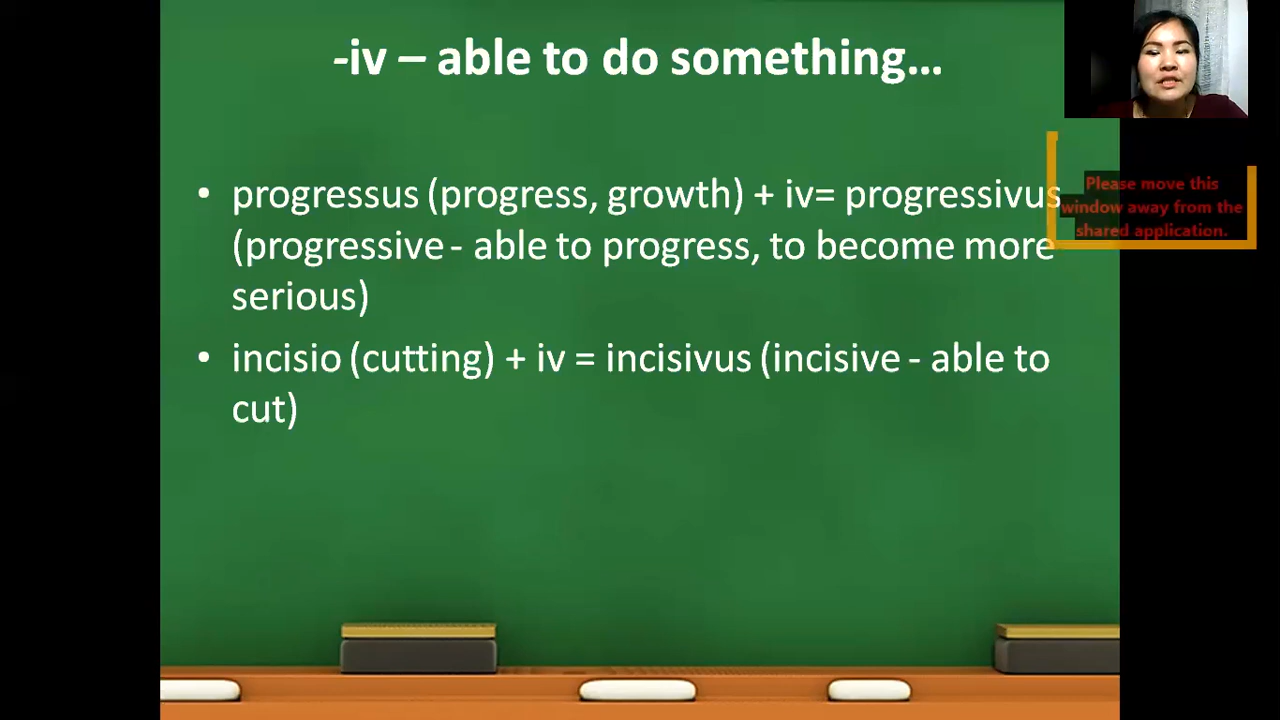 -iv – able to do something…
• progressus (progress, growth) + iv= progressivus
(progressive - able to progress, to become more
serious)
• incisio (cutting) + iv = incisivus (incisive - able to
cut)
Please move this
window away from the
shared application.